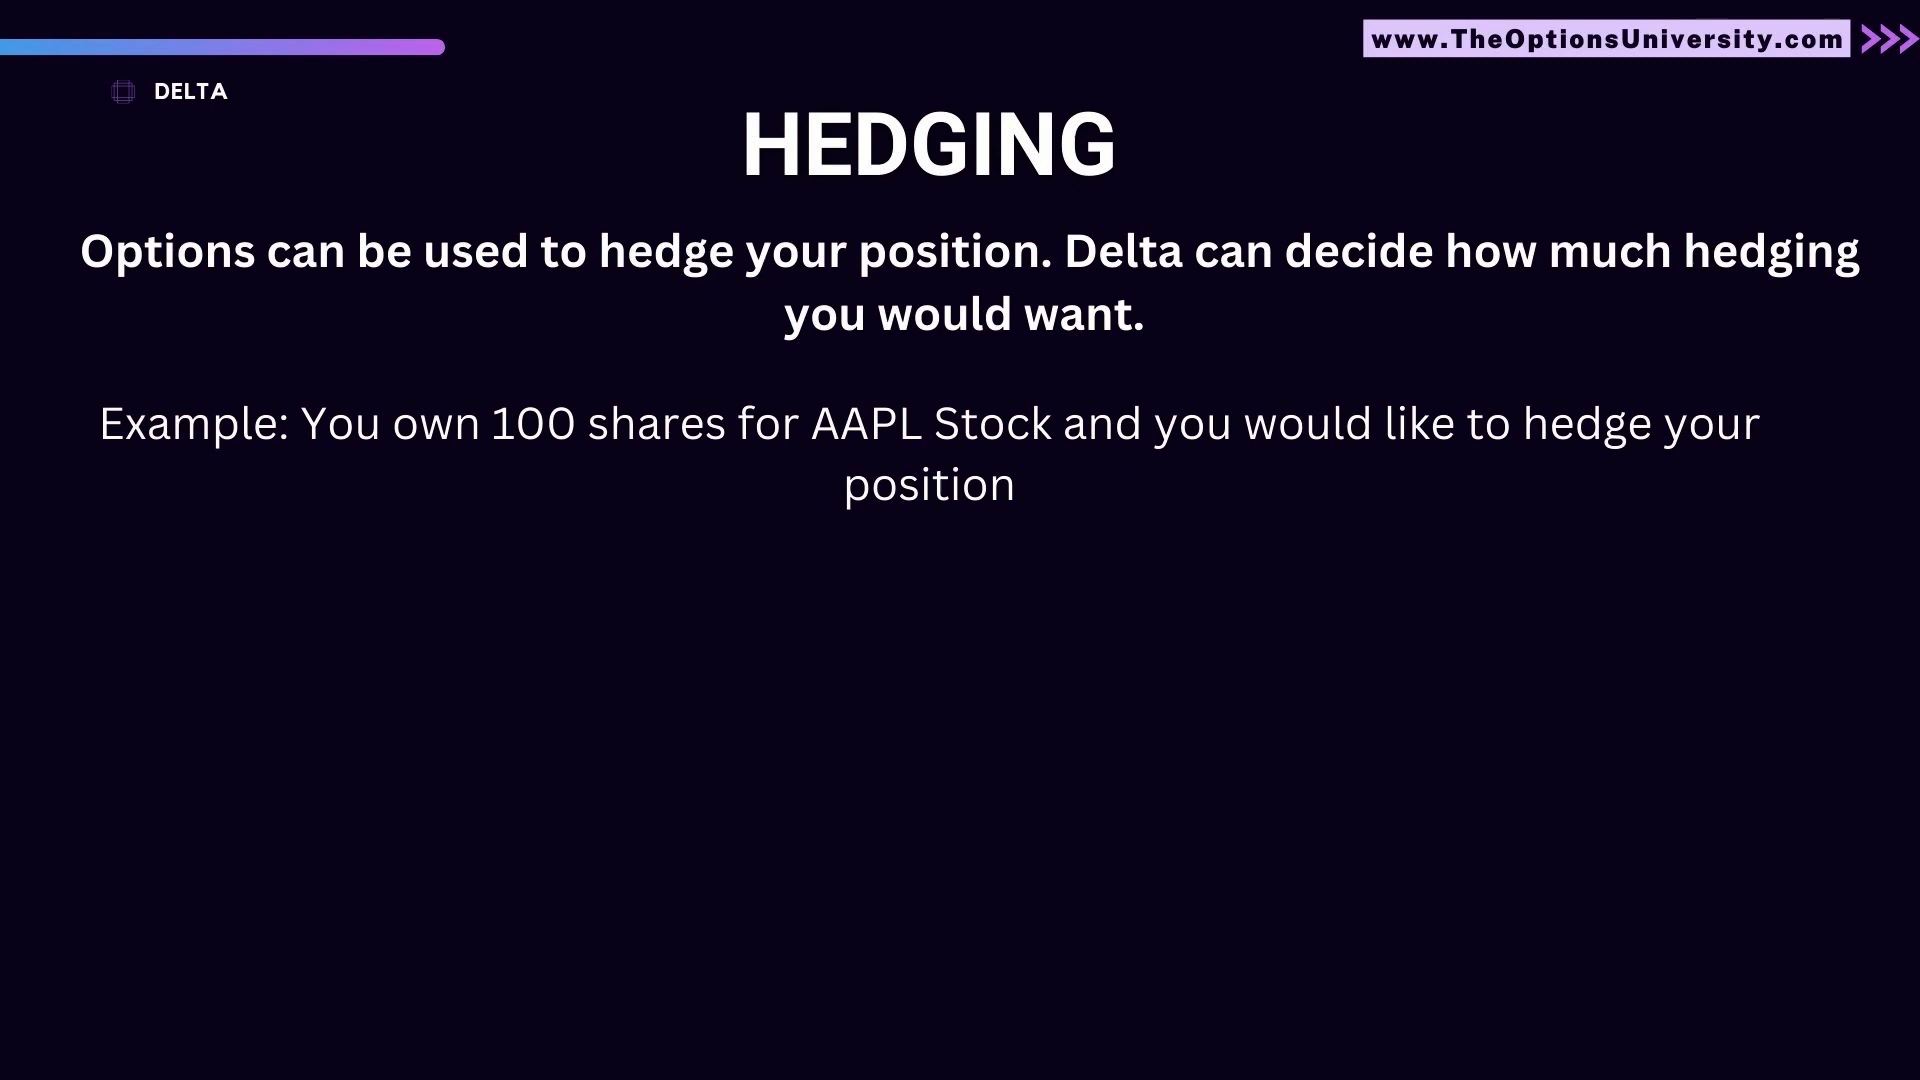 www.TheOptionsUniversity.com
DELTA
HEDGING
Options can be used to hedge your position. Delta can decide how much hedging
you would want.
Example: You own 100 shares for AAPL Stock and you would like to hedge your
position